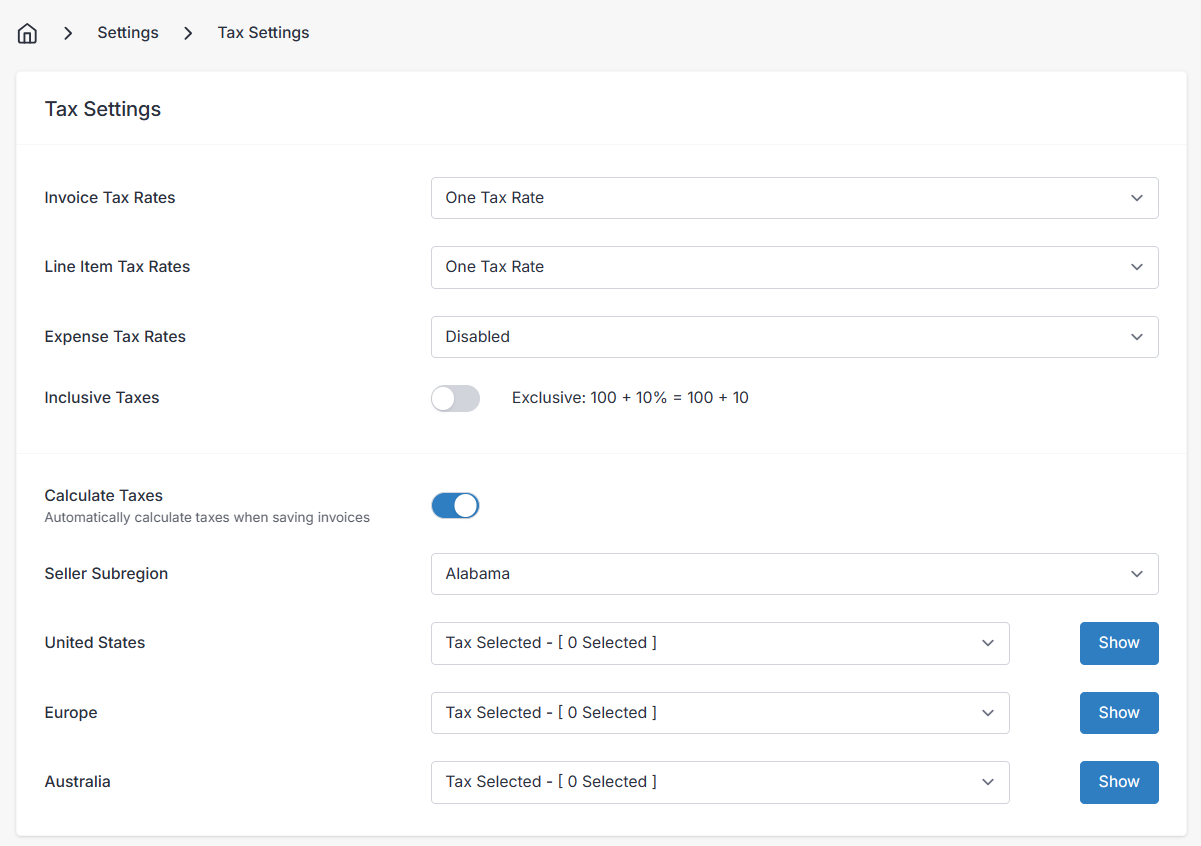 Settings Tax Settings
Tax Settings
Invoice Tax Rates One Tax Rate
Line Item Tax Rates One Tax Rate
Expense Tax Rates Disabled
Inclusive Taxes Exclusive: 100 + 10% = 100 + 10
Calculate Taxes
Automatically calculate taxes when saving invoices
Seller Subregion Alabama
United States Tax Selected - [ 0 Selected ] Show
Europe Tax Selected - [ 0 Selected ] Show
Australia Tax Selected - [ 0 Selected ] Show